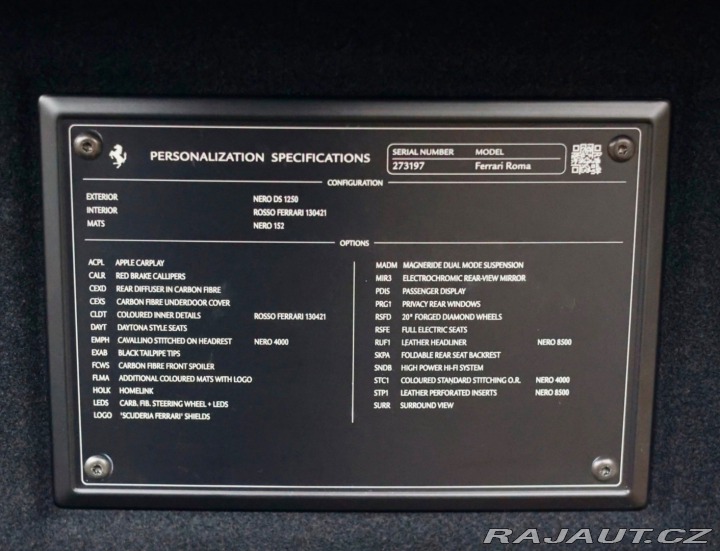 PERSONALIZATION SPECIFICATIONS
SERIAL NUMBER MODEL
273197 Ferrari Roma
CONFIGURATION
EXTERIOR NERO DS 1250
INTERIOR ROSSO FERRARI 130421
MATS NERO 152
OPTIONS
ACPL APPLE CARPLAY
CALR RED BRAKE CALLIPERS
CEXD REAR DIFFUSER IN CARBON FIBRE
CEXS CARBON FIBRE UNDERDOOR COVER
CLDT COLOURED INNER DETAILS ROSSO FERRARI 130421
DAYT DAYTONA STYLE SEATS
EMPH CAVALLINO STITCHED ON HEADREST NERO 4000
EXAB BLACK TAILPIPE TIPS
FCWS CARBON FIBRE FRONT SPOILER
FLMA ADDITIONAL COLOURED MATS WITH LOGO
HOLK HOMELINK
LEDS CARB. FIB. STEERING WHEEL + LEDS
LOGO 'SCUDERIA FERRARI' SHIELDS
MADM MAGNERIDE DUAL MODE SUSPENSION
MIR3 ELECTROCHROMIC REAR-VIEW MIRROR
PDIS PASSENGER DISPLAY
PRG1 PRIVACY REAR WINDOWS
RSFD 20" FORGED DIAMOND WHEELS
RSFE FULL ELECTRIC SEATS
RUF1 LEATHER HEADLINER NERO 8500
SKPA FOLDABLE REAR SEAT BACKREST
SNDB HIGH POWER HI-FI SYSTEM
STC1 COLOURED STANDARD STITCHING O.R. NERO 4000
STP1 LEATHER PERFORATED INSERTS NERO 8500
SURR SURROUND VIEW
RAJAUT.CZ